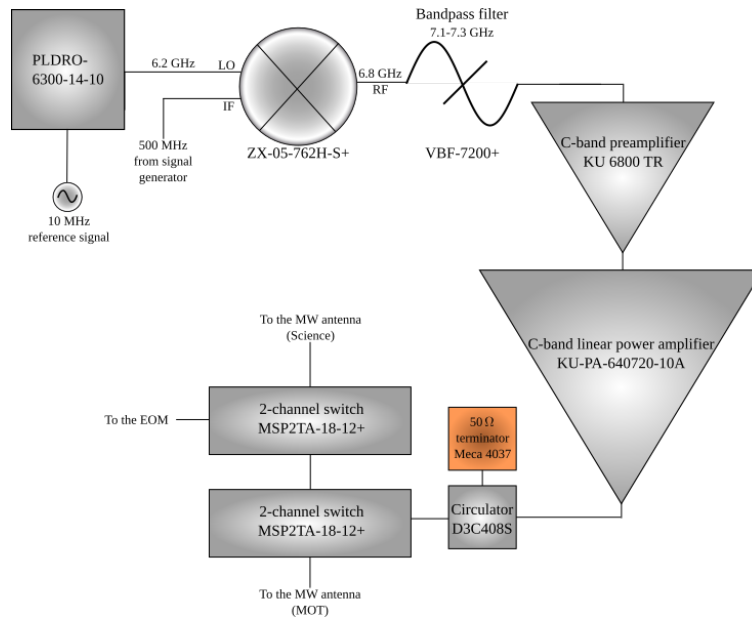 PLDRO-
6300-14-10
6.2 GHz
LO
IF
500 MHz
from signal
generator
10 MHz
reference signal
ZX-05-762H-S+
6.8 GHz
RF
Bandpass filter
7.1-7.3 GHz
VBF-7200+
C-band preamplifier
KU 6800 TR
C-band linear power amplifier
KU-PA-640720-10A
50 Ω
terminator
Meca 4037
Circulator
D3C408S
To the MW antenna
(Science)
2-channel switch
MSP2TA-18-12+
To the EOM
2-channel switch
MSP2TA-18-12+
To the MW antenna
(MOT)